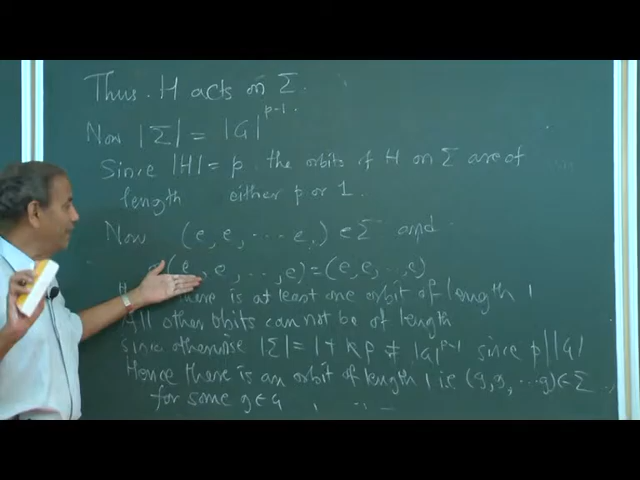 Thus. H acts on Σ.
Now |Σ| = |G|^{p-1}.
Since |H| = p. the orbits of H on Σ are of
length either p or 1.
Now (e, e, ..... e,) ∈ Σ and
(e, e, ..., e) = (e, e, ..., e)
there is at least one orbit of length 1
All other orbits can not be of length
Since otherwise |Σ| = 1 + kp ≠ |G|^{p-1} since p||G|
Hence there is an orbit of length 1 i.e. (g, g, ... g) ∈ Σ
for some g ∈ G